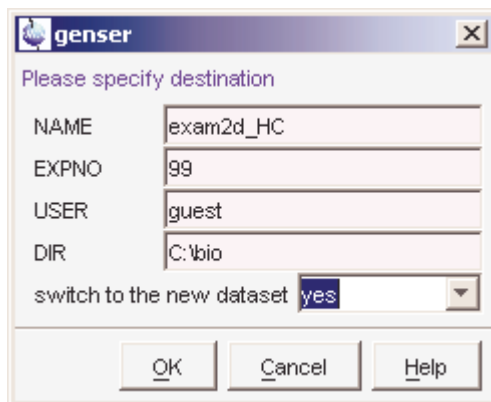 genser
Please specify destination
NAME exam2d_HC
EXPNO 99
USER guest
DIR C:\bio
switch to the new dataset yes
OK Cancel Help